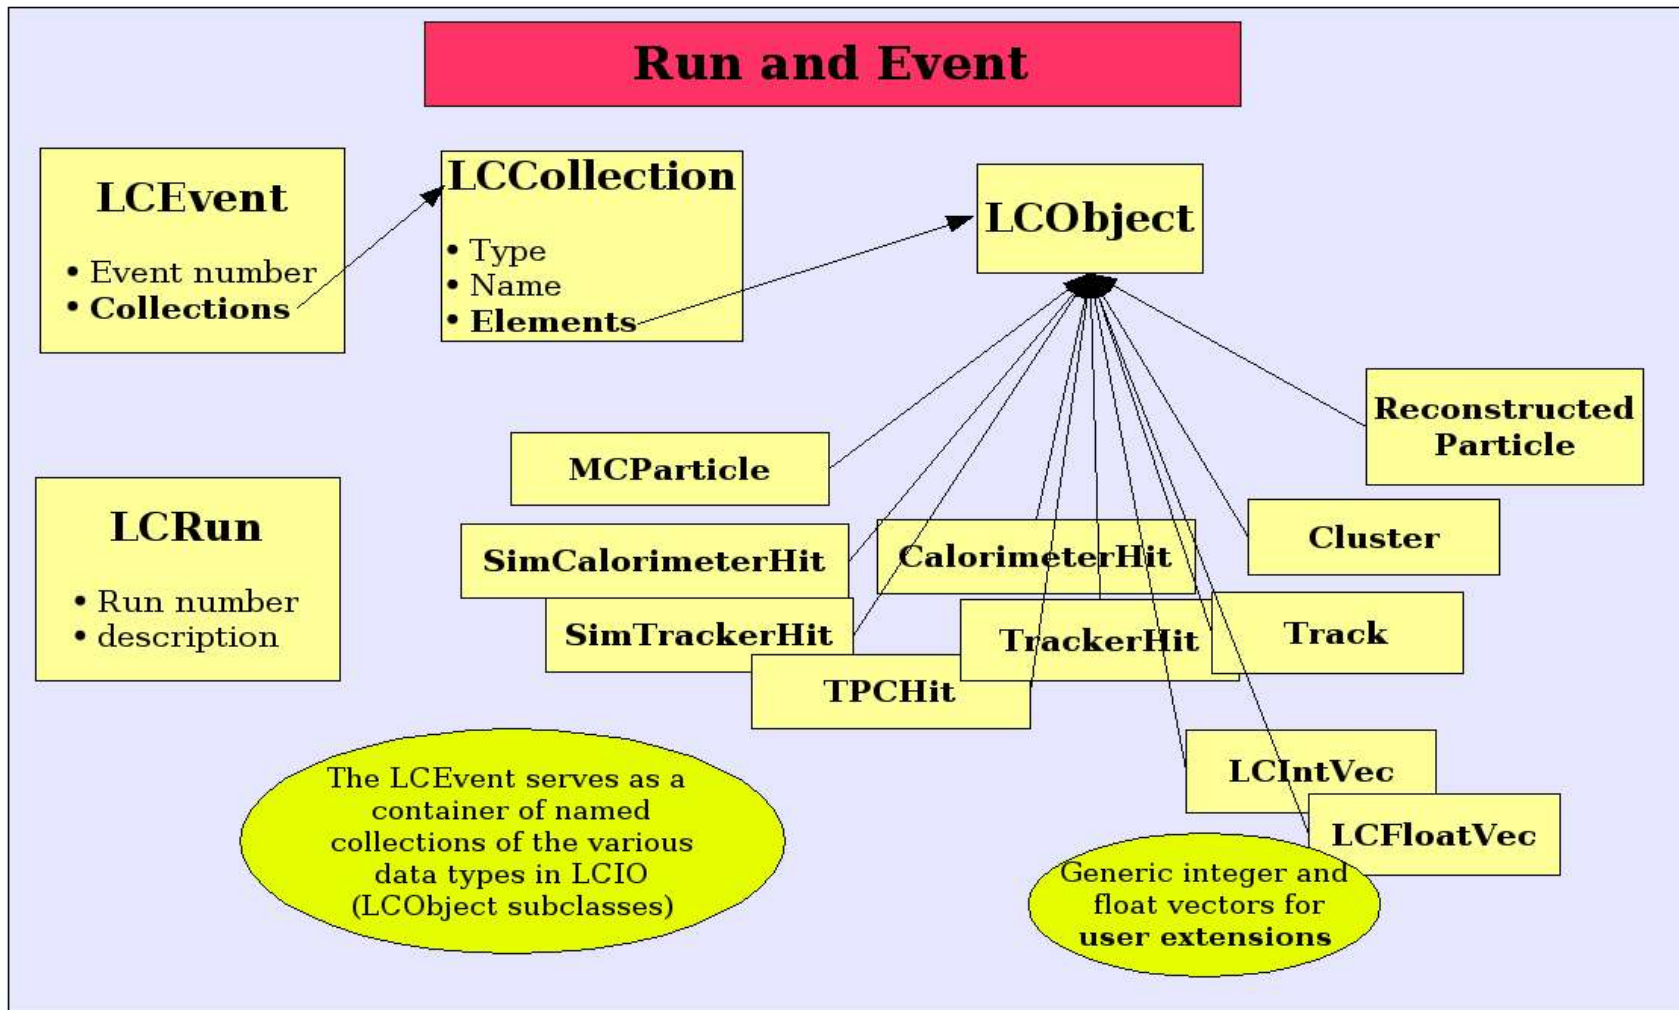 Run and Event
LCEvent
• Event number
• Collections
LCCollection
• Type
• Name
• Elements
LCObject
LCRun
• Run number
• description
MCParticle
SimCalorimeterHit
SimTrackerHit
TPCHit
CalorimeterHit
TrackerHit
Reconstructed
Particle
Cluster
Track
LCIntVec
LCFloatVec
The LCEvent serves as a
container of named
collections of the various
data types in LCIO
(LCObject subclasses)
Generic integer and
float vectors for
user extensions